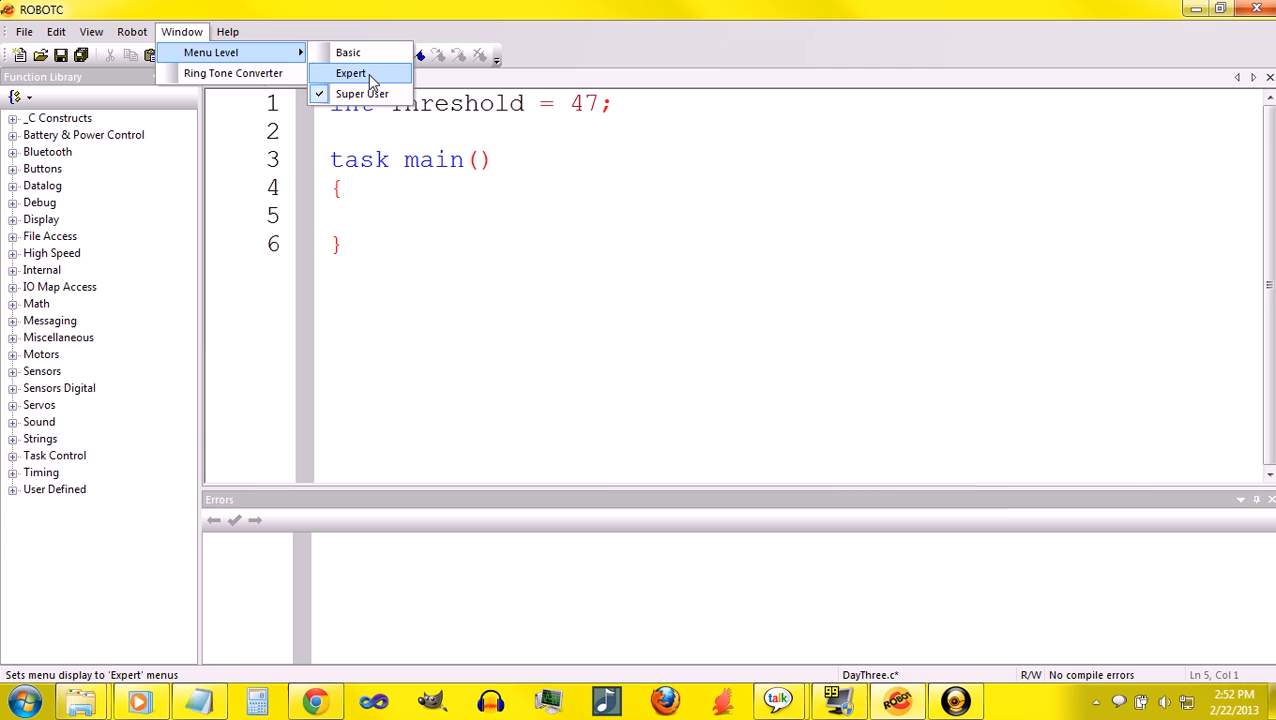 ROBOTC
File Edit View Robot Window Help
Menu Level Basic
Ring Tone Converter Expert
Super User
Function Library
_C Constructs
Battery & Power Control
Bluetooth
Buttons
Datalog
Debug
Display
File Access
High Speed
Internal
IO Map Access
Math
Messaging
Miscellaneous
Motors
Sensors
Sensors Digital
Servos
Sound
Strings
Task Control
Timing
User Defined
1 int Threshold = 47;
2
3 task main()
4 {
5
6 }
Errors
Sets menu display to 'Expert' menus DayThree.c* R/W No compile errors Ln 5, Col 1
99
talk
ROBOT
2:52 PM
2/22/2013